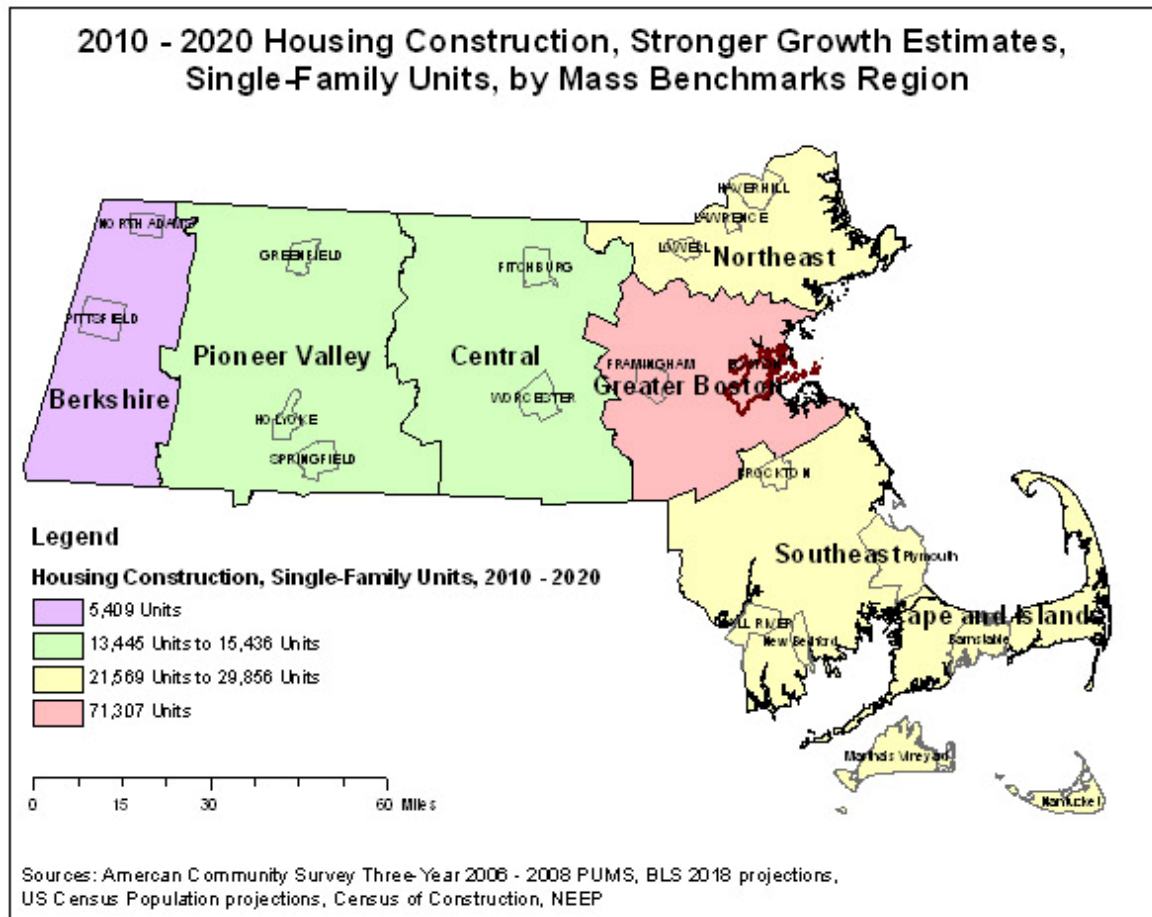 2010 - 2020 Housing Construction, Stronger Growth Estimates,
Single-Family Units, by Mass Benchmarks Region
HAVERHILL
LAWRENCE
LOWELL
Northeast
NORTH ADAMS
GREENFIELD
FITCHBURG
PITTSFIELD
Pioneer Valley
Central
FRAMINGHAM
BOSTON
Greater Boston
Berkshire
WORCESTER
HOLYOKE
SPRINGFIELD
BROCKTON
Southeast
Plymouth
Cape and Islands
FALL RIVER
New Bedford
Barnstable
Martha's Vineyard
Nantucket
Legend
Housing Construction, Single-Family Units, 2010 - 2020
5,409 Units
13,445 Units to 15,436 Units
21,569 Units to 29,856 Units
71,307 Units
0 15 30 60 Miles
Sources: Amercan Community Survey Three-Year 2006 - 2008 PUMS, BLS 2018 projections,
US Census Population projections, Census of Construction, NEEP